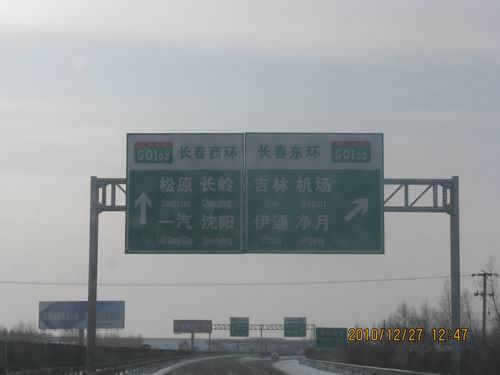 G0102 长春西环
松原 长岭
Songyuan Changling
一汽 沈阳
FAW Group Corp Shenyang
G0102 长春东环
吉林 机场
Jilin Airport
伊通 净月
Yitong Jingyue
2010/12/27 12:47